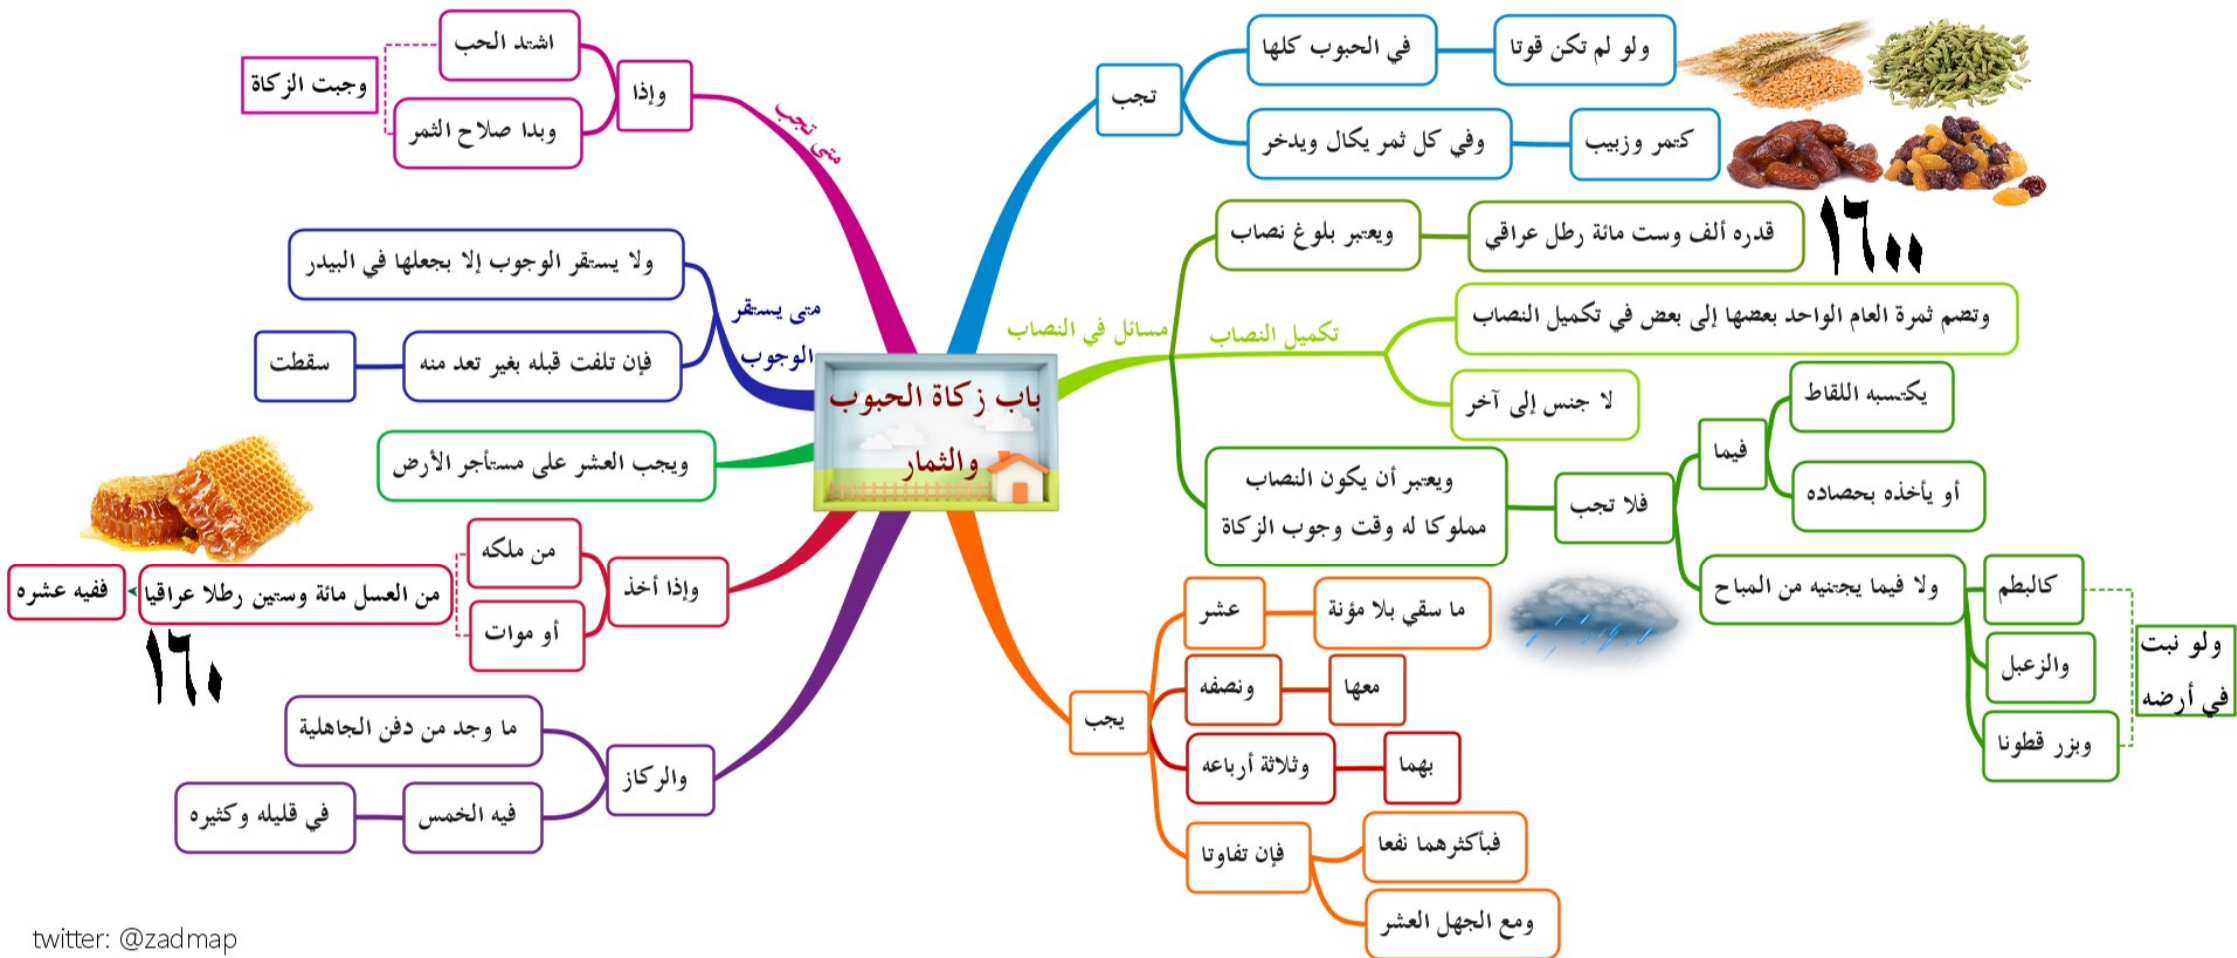 باب زكاة الحبوب
والثمار
تجب
في الحبوب كلها
ولو لم تكن قوتا
وفي كل ثمر يكال ويدخر
كتمر وزبيب
مسائل في النصاب
ويعتبر بلوغ نصاب
قدره ألف وست مائة رطل عراقي
١٦٠٠
تكميل النصاب
وتضم ثمرة العام الواحد بعضها إلى بعض في تكميل النصاب
لا جنس إلى آخر
ويعتبر أن يكون النصاب
مملوكا له وقت وجوب الزكاة
فلا تجب
فيما
يكتسبه اللقاط
أو يأخذه بحصاده
ولا فيما يجتنيه من المباح
كالبطم
والزعبل
وبزر قطونا
ولو نبت
في أرضه
يجب
عشر
ما سقي بلا مؤنة
ونصفه
معها
وثلاثة أرباعه
بهما
فإن تفاوتا
فبأكثرهما نفعا
ومع الجهل العشر
متى تجب
وإذا
اشتد الحب
وبدا صلاح الثمر
وجبت الزكاة
متى يستقر
الوجوب
ولا يستقر الوجوب إلا بجعلها في البيدر
فإن تلفت قبله بغير تعد منه
سقطت
ويجب العشر على مستأجر الأرض
وإذا أخذ
من ملكه
أو موات
من العسل مائة وستين رطلا عراقيا
ففيه عشره
١٦٠
والركاز
ما وجد من دفن الجاهلية
فيه الخمس
في قليله وكثيره
twitter: @zadmap